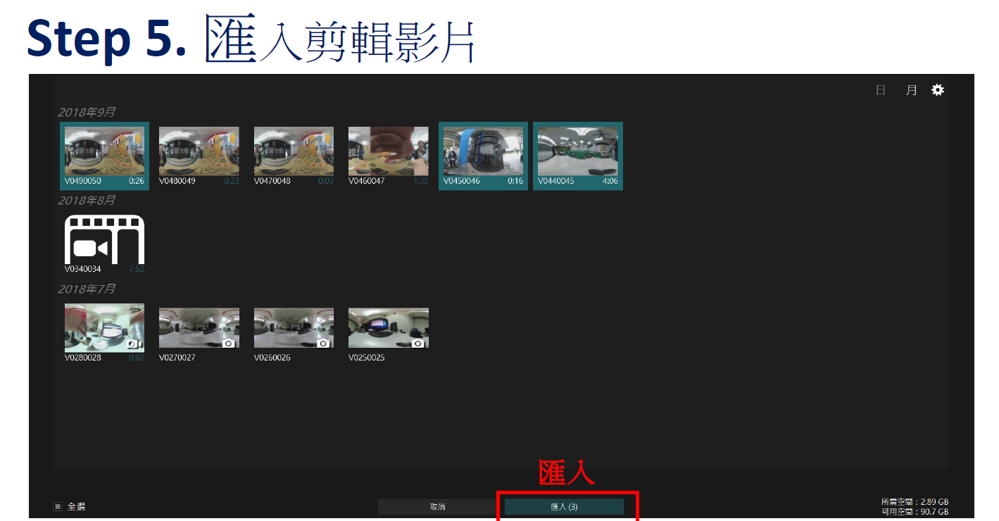 Step 5. 匯入剪輯影片
日 月
2018年9月
V0490050 0:26 V0480049 0:23 V0470048 0:03 V0460047 1:35 V0450046 0:16 V0440045 4:06
2018年8月
V0340034 7:52
2018年7月
V0280028 0:02 V0270027 V0260026 V0250025
匯入
全選 取消 匯入 (3)
所需空間：2.89 GB
可用空間：90.7 GB